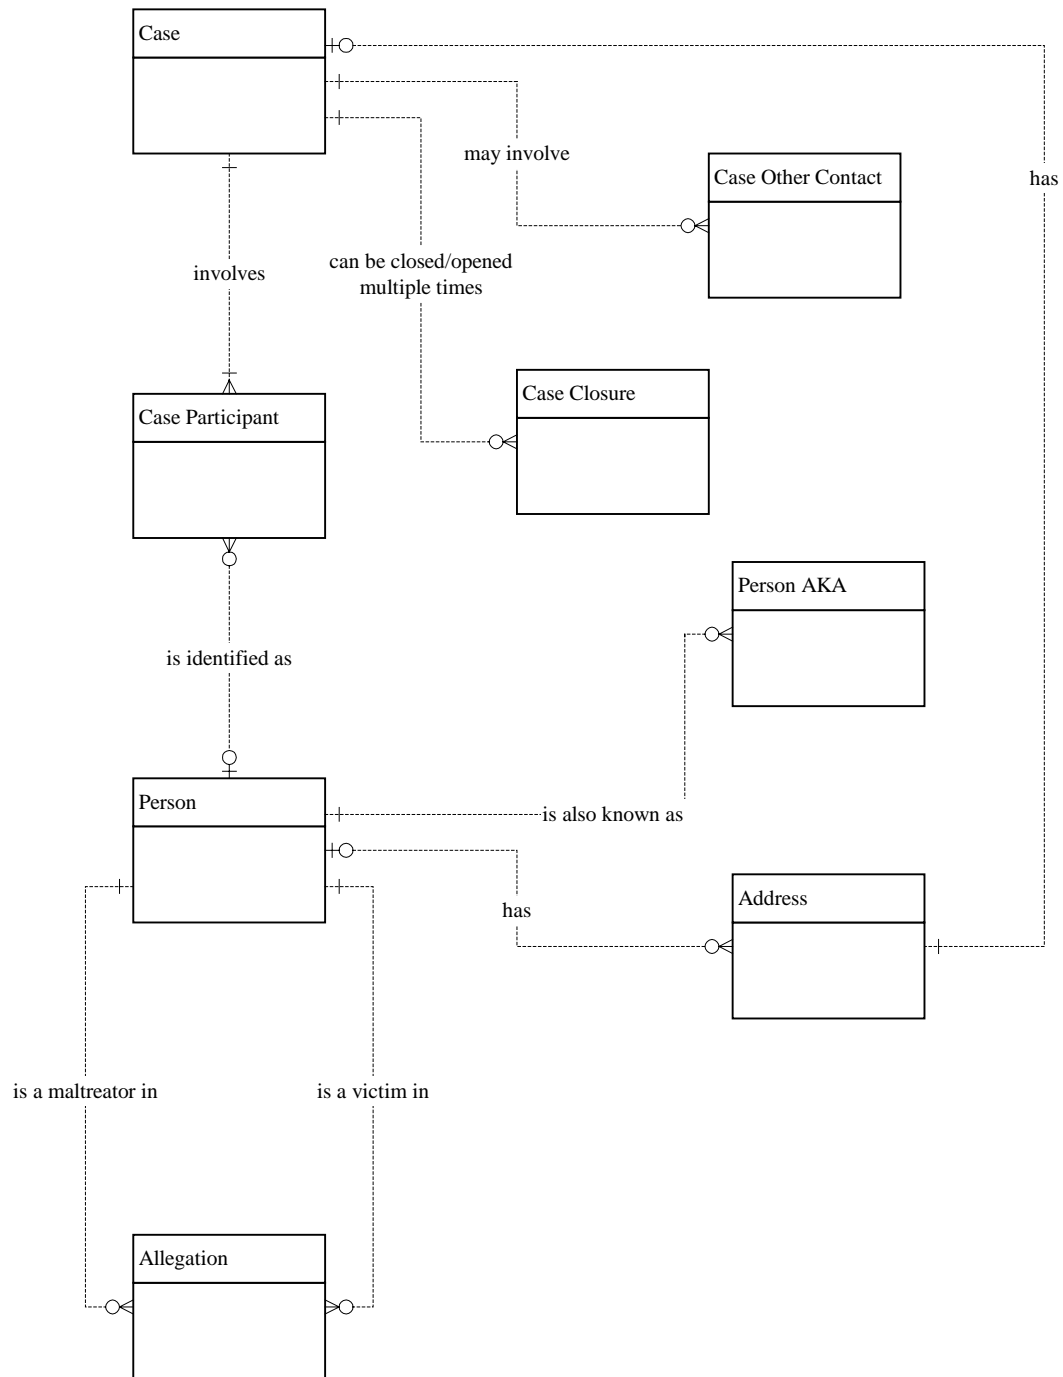 Case
may involve
Case Other Contact
has
can be closed/opened
multiple times
involves
Case Closure
Case Participant
Person AKA
is identified as
Person
is also known as
Address
has
is a maltreator in
is a victim in
Allegation